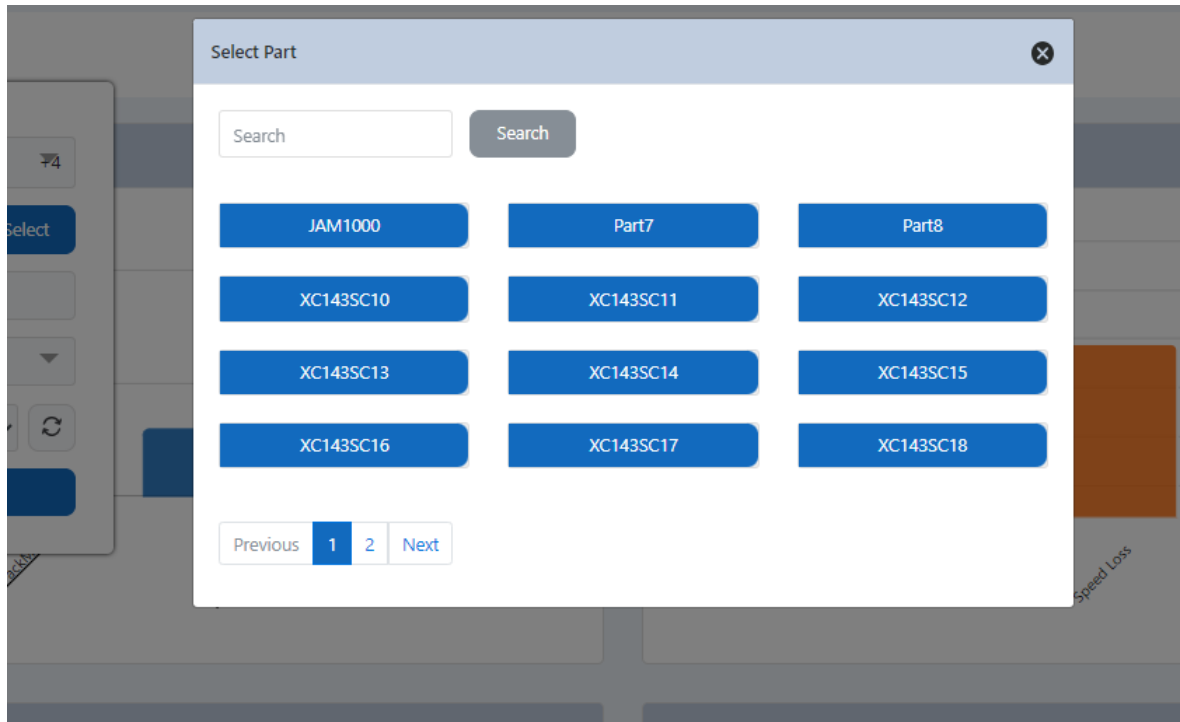 Select Part
Search Search
+4
Select
JAM1000 Part7 Part8
XC143SC10 XC143SC11 XC143SC12
XC143SC13 XC143SC14 XC143SC15
XC143SC16 XC143SC17 XC143SC18
Previous 1 2 Next
Speed Loss